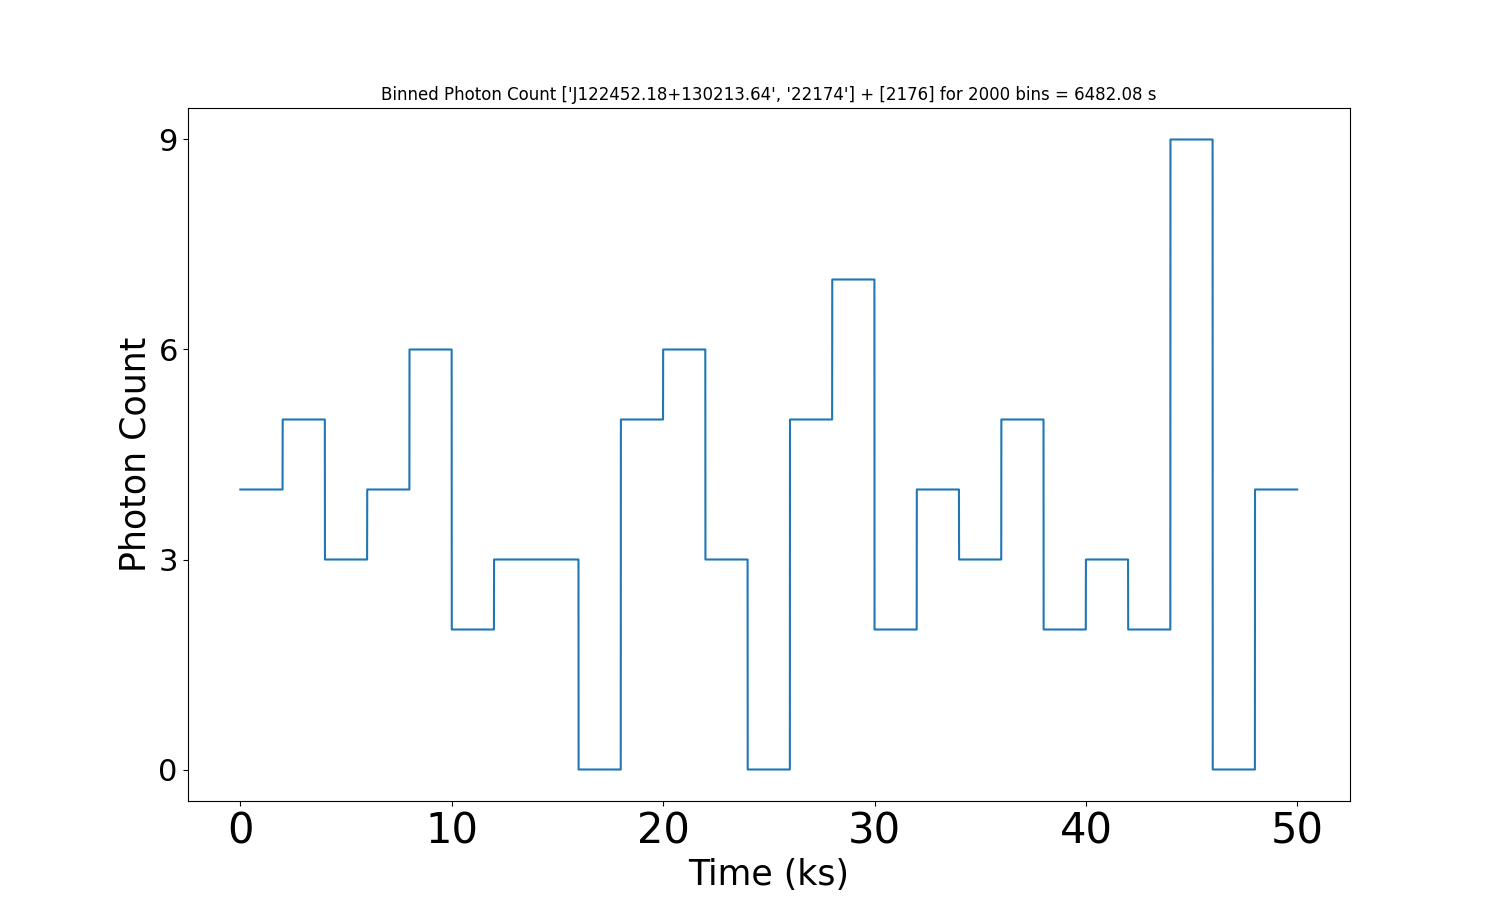 Binned Photon Count ['J122452.18+130213.64', '22174'] + [2176] for 2000 bins = 6482.08 s
9
6
3
0
Photon Count
0 10 20 30 40 50
Time (ks)